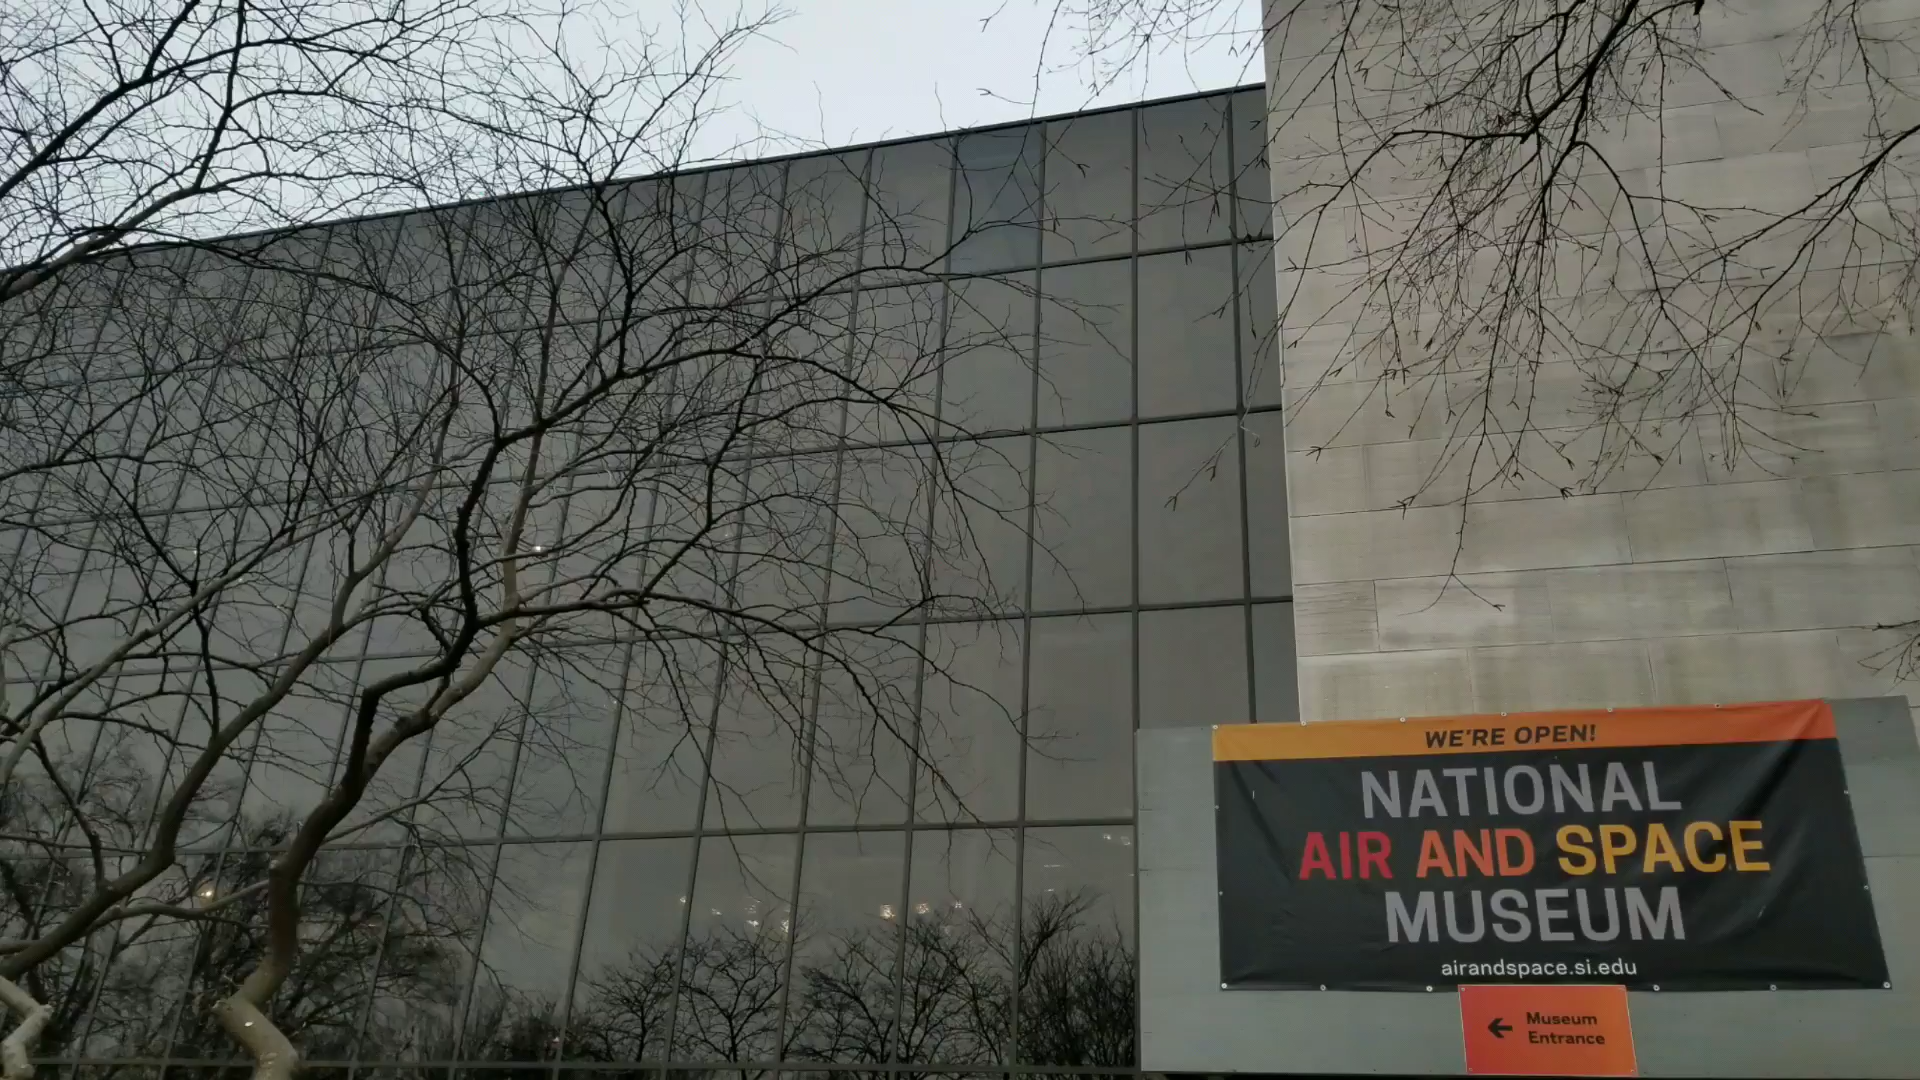 WE'RE OPEN!
NATIONAL
AIR AND SPACE
MUSEUM
airandspace.si.edu
Museum
Entrance